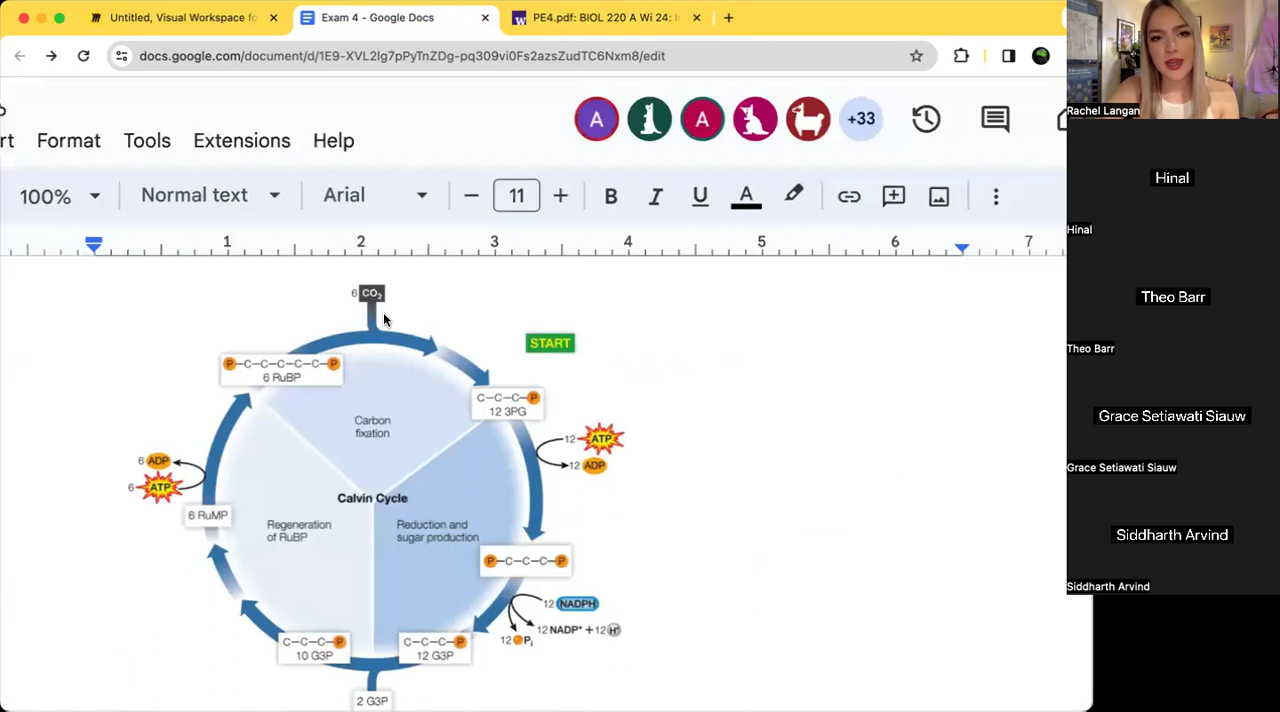 Untitled, Visual Workspace fo
Exam 4 - Google Docs
PE4.pdf: BIOL 220 A Wi 24:
docs.google.com/document/d/1E9-XVL2lg7pPyTnZDg-pq309vi0Fs2azsZudTC6Nxm8/edit
A
A
+33
rt Format Tools Extensions Help
100% Normal text Arial 11 B I U A
1 2 3 4 5 6 7
6 CO2
START
P-C-C-C-C-C-P
6 RuBP
C-C-C-P
12 3PG
Carbon
fixation
12 ATP
12 ADP
6 ADP
6 ATP
Calvin Cycle
6 RuMP
Regeneration
of RuBP
Reduction and
sugar production
P-C-C-C-P
12 NADPH
12 NADP+ + 12 H+
12 Pi
C-C-C-P
10 G3P
C-C-C-P
12 G3P
2 G3P
Rachel Langan
Hinal
Hinal
Theo Barr
Theo Barr
Grace Setiawati Siauw
Grace Setiawati Siauw
Siddharth Arvind
Siddharth Arvind